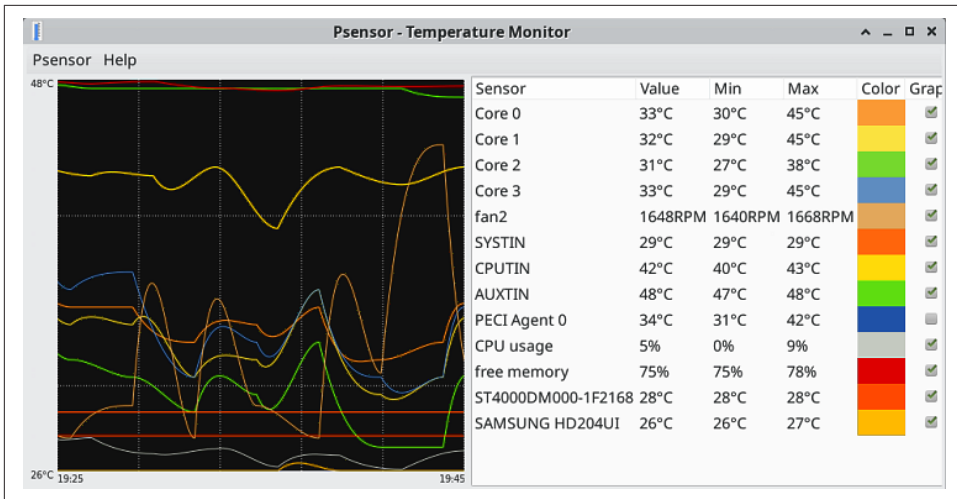 Psensor - Temperature Monitor
Psensor Help
48°C
26°C
19:25
19:45
Sensor Value Min Max Color Grap
Core 0 33°C 30°C 45°C
Core 1 32°C 29°C 45°C
Core 2 31°C 27°C 38°C
Core 3 33°C 29°C 45°C
fan2 1648RPM 1640RPM 1668RPM
SYSTIN 29°C 29°C 29°C
CPUTIN 42°C 40°C 43°C
AUXTIN 48°C 47°C 48°C
PECI Agent 0 34°C 31°C 42°C
CPU usage 5% 0% 9%
free memory 75% 75% 78%
ST4000DM000-1F2168 28°C 28°C 28°C
SAMSUNG HD204UI 26°C 26°C 27°C